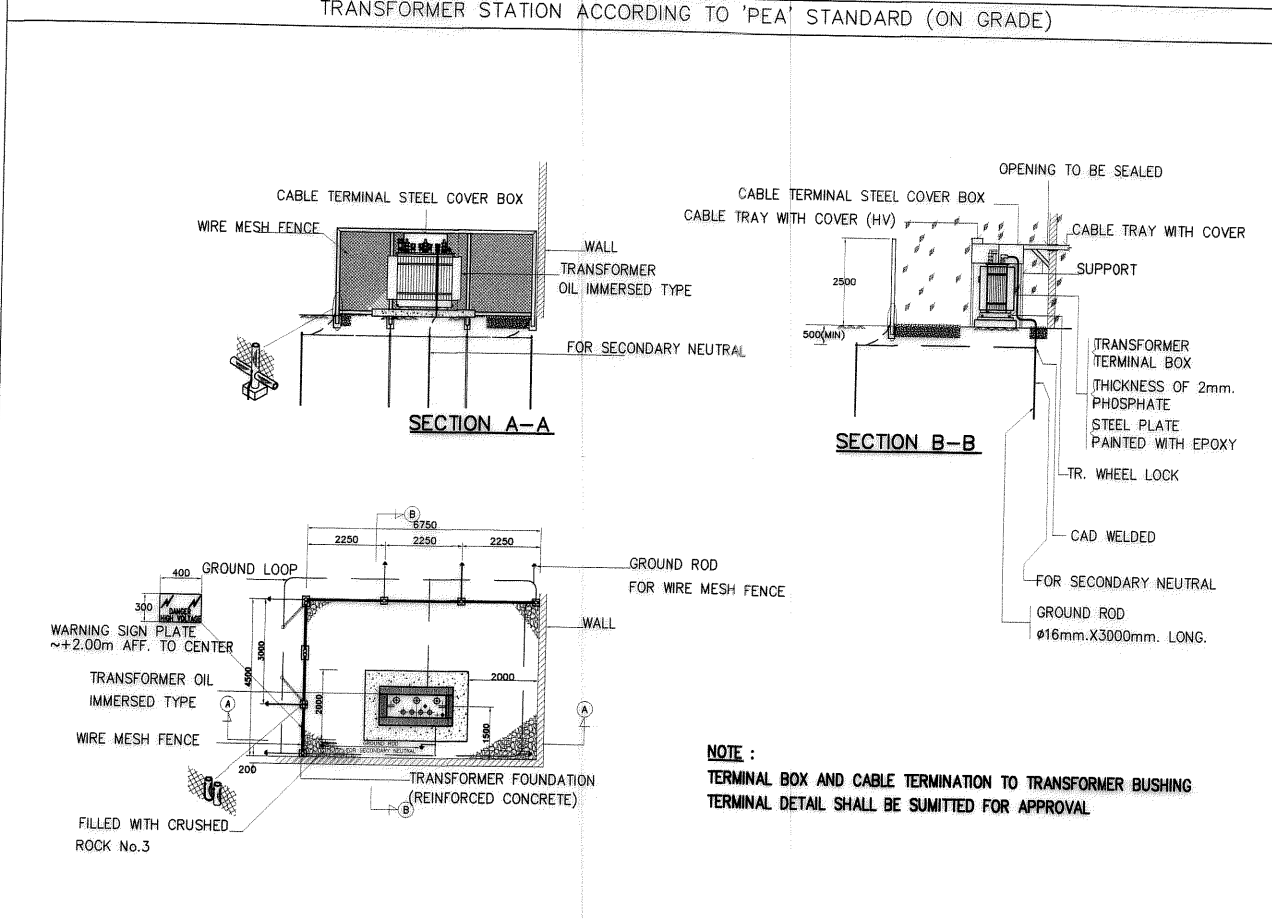 TRANSFORMER STATION ACCORDING TO 'PEA' STANDARD (ON GRADE)
CABLE TERMINAL STEEL COVER BOX
WIRE MESH FENCE
WALL
TRANSFORMER
OIL IMMERSED TYPE
FOR SECONDARY NEUTRAL
SECTION A-A
OPENING TO BE SEALED
CABLE TERMINAL STEEL COVER BOX
CABLE TRAY WITH COVER (HV)
CABLE TRAY WITH COVER
SUPPORT
2500
500(MIN)
TRANSFORMER
TERMINAL BOX
THICKNESS OF 2mm.
PHOSPHATE
STEEL PLATE
PAINTED WITH EPOXY
SECTION B-B
TR. WHEEL LOCK
CAD WELDED
FOR SECONDARY NEUTRAL
GROUND ROD
ø16mm.X3000mm. LONG.
B
6750
2250
2250
2250
GROUND LOOP
GROUND ROD
FOR WIRE MESH FENCE
400
300
DANGER
HIGH VOLTAGE
WARNING SIGN PLATE
~+2.00m AFF. TO CENTER
WALL
3000
4500
TRANSFORMER OIL
IMMERSED TYPE
2000
2000
1500
A
A
WIRE MESH FENCE
GROUND ROD
FOR SECONDARY NEUTRAL
200
TRANSFORMER FOUNDATION
(REINFORCED CONCRETE)
B
FILLED WITH CRUSHED
ROCK No.3
NOTE :
TERMINAL BOX AND CABLE TERMINATION TO TRANSFORMER BUSHING
TERMINAL DETAIL SHALL BE SUMITTED FOR APPROVAL